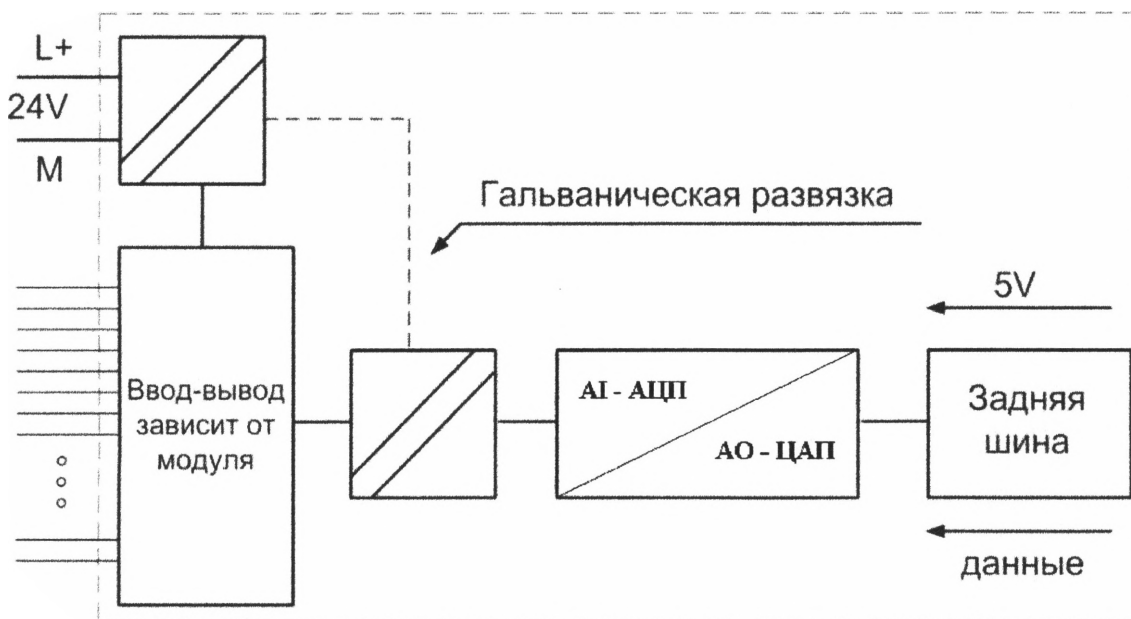 L+
24V
M
Гальваническая развязка
5V
Ввод-вывод
зависит от
модуля
AI - АЦП
АО - ЦАП
Задняя
шина
данные